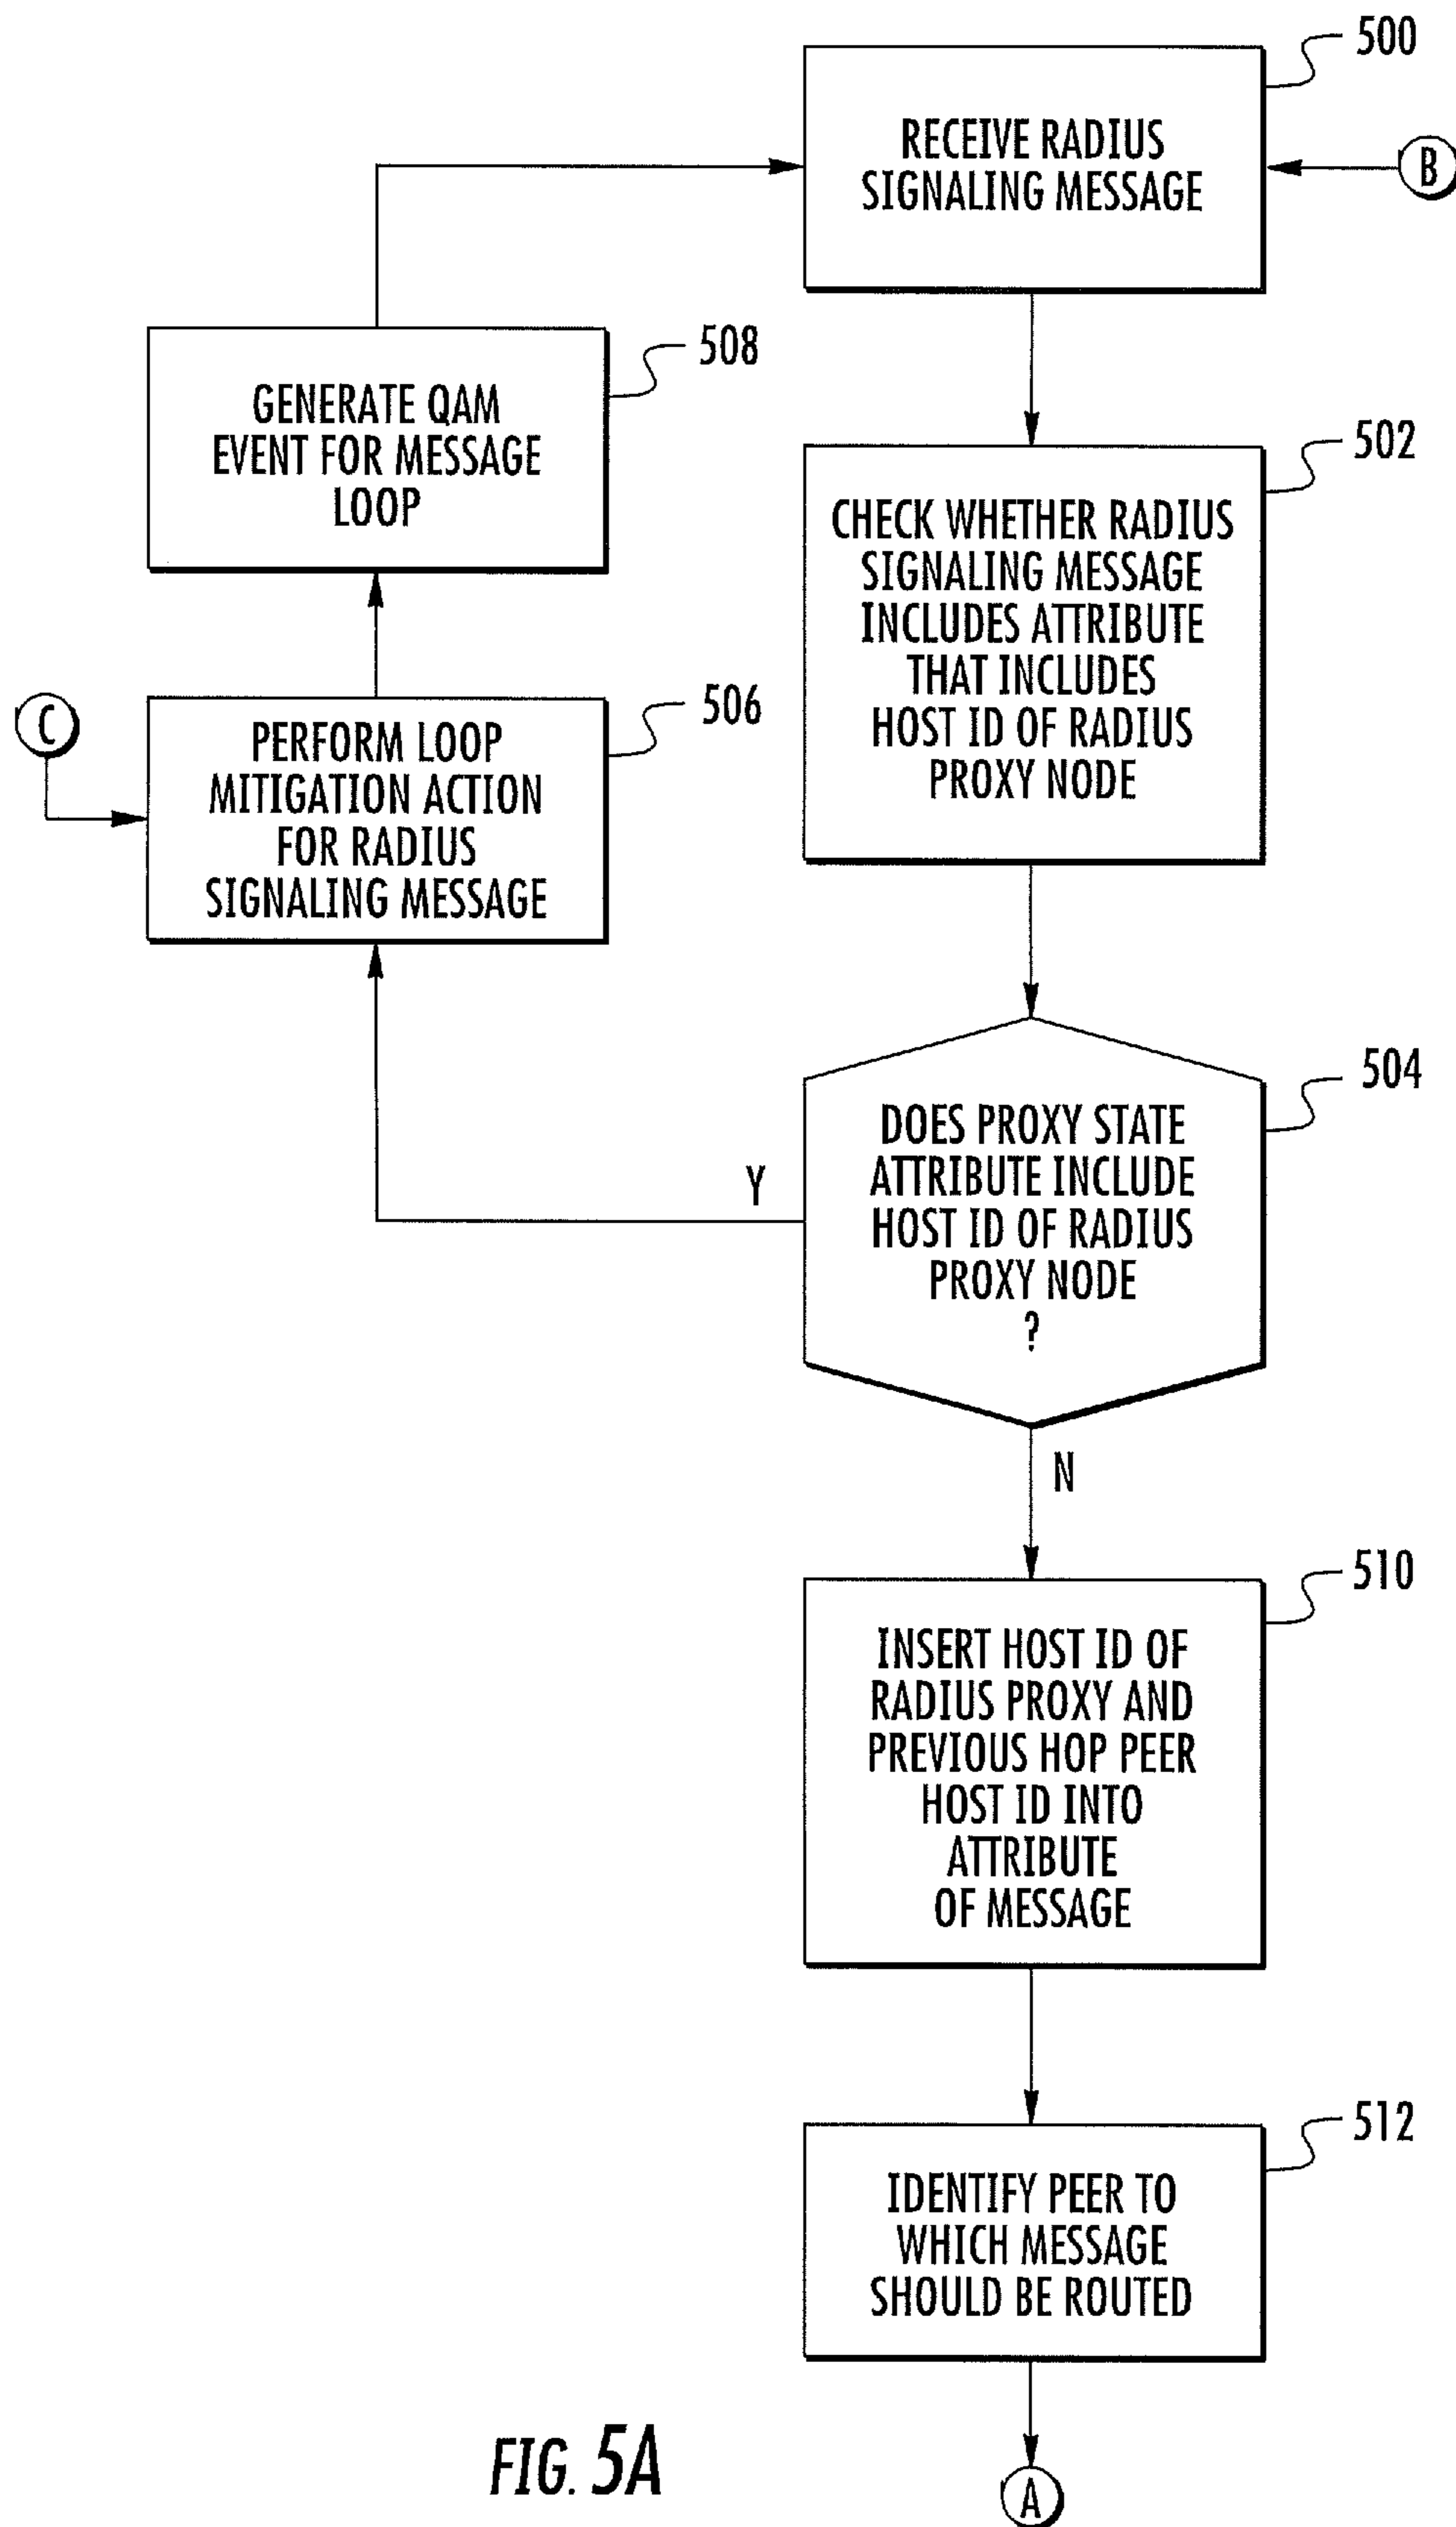 500
RECEIVE RADIUS
SIGNALING MESSAGE
B
508
GENERATE QAM
EVENT FOR MESSAGE
LOOP
502
CHECK WHETHER RADIUS
SIGNALING MESSAGE
INCLUDES ATTRIBUTE
THAT INCLUDES
HOST ID OF RADIUS
PROXY NODE
C
506
PERFORM LOOP
MITIGATION ACTION
FOR RADIUS
SIGNALING MESSAGE
504
DOES PROXY STATE
ATTRIBUTE INCLUDE
HOST ID OF RADIUS
PROXY NODE
?
Y
N
510
INSERT HOST ID OF
RADIUS PROXY AND
PREVIOUS HOP PEER
HOST ID INTO
ATTRIBUTE
OF MESSAGE
512
IDENTIFY PEER TO
WHICH MESSAGE
SHOULD BE ROUTED
A
FIG. 5A